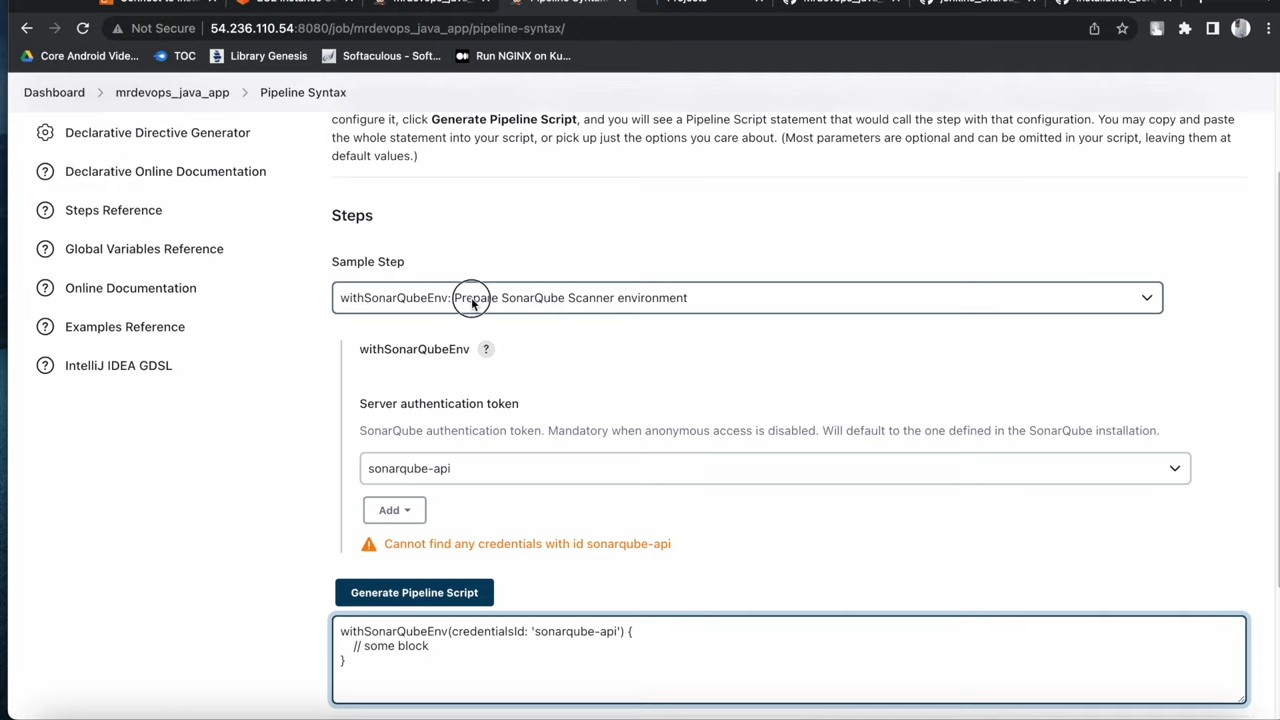 Not Secure 54.236.110.54:8080/job/mrdevops_java_app/pipeline-syntax/
Core Android Vide... TOC Library Genesis Softaculous - Soft... Run NGINX on Ku...
Dashboard mrdevops_java_app Pipeline Syntax
Declarative Directive Generator
Declarative Online Documentation
Steps Reference
Global Variables Reference
Online Documentation
Examples Reference
IntelliJ IDEA GDSL
configure it, click Generate Pipeline Script, and you will see a Pipeline Script statement that would call the step with that configuration. You may copy and paste
the whole statement into your script, or pick up just the options you care about. (Most parameters are optional and can be omitted in your script, leaving them at
default values.)
Steps
Sample Step
withSonarQubeEnv: Prepare SonarQube Scanner environment
withSonarQubeEnv ?
Server authentication token
SonarQube authentication token. Mandatory when anonymous access is disabled. Will default to the one defined in the SonarQube installation.
sonarqube-api
Add
Cannot find any credentials with id sonarqube-api
Generate Pipeline Script
withSonarQubeEnv(credentialsId: 'sonarqube-api') {
// some block
}